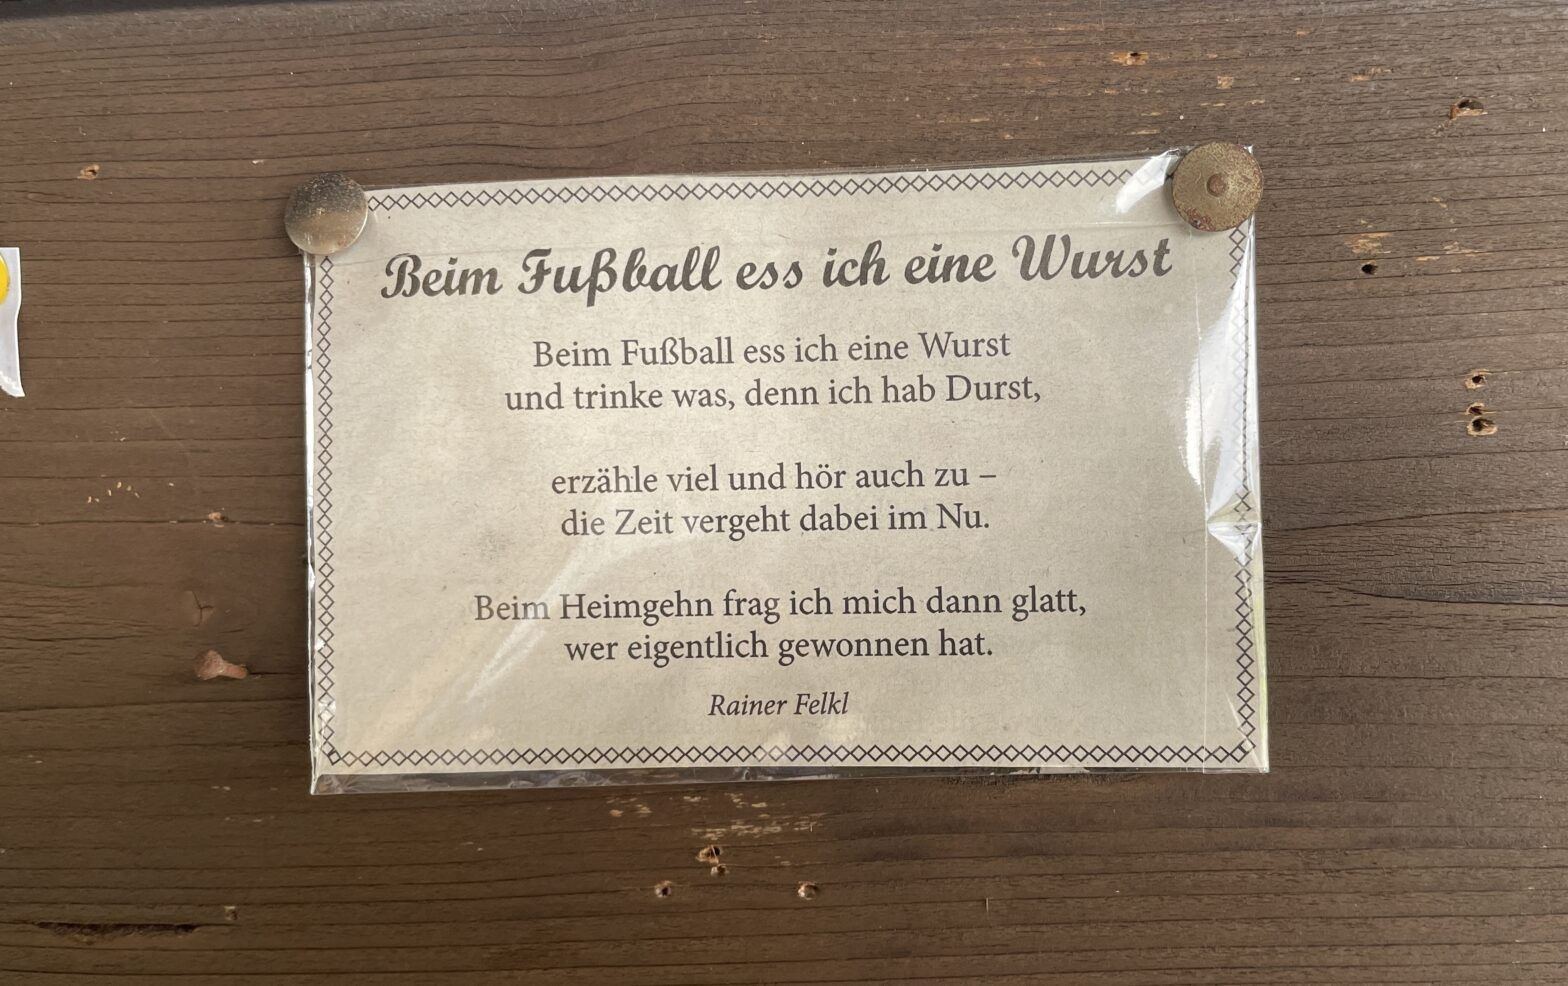 Beim Fußball ess ich eine Wurst
Beim Fußball ess ich eine Wurst
und trinke was, denn ich hab Durst,
erzähle viel und hör auch zu –
die Zeit vergeht dabei im Nu.
Beim Heimgehn frag ich mich dann glatt,
wer eigentlich gewonnen hat.
Rainer Felkl